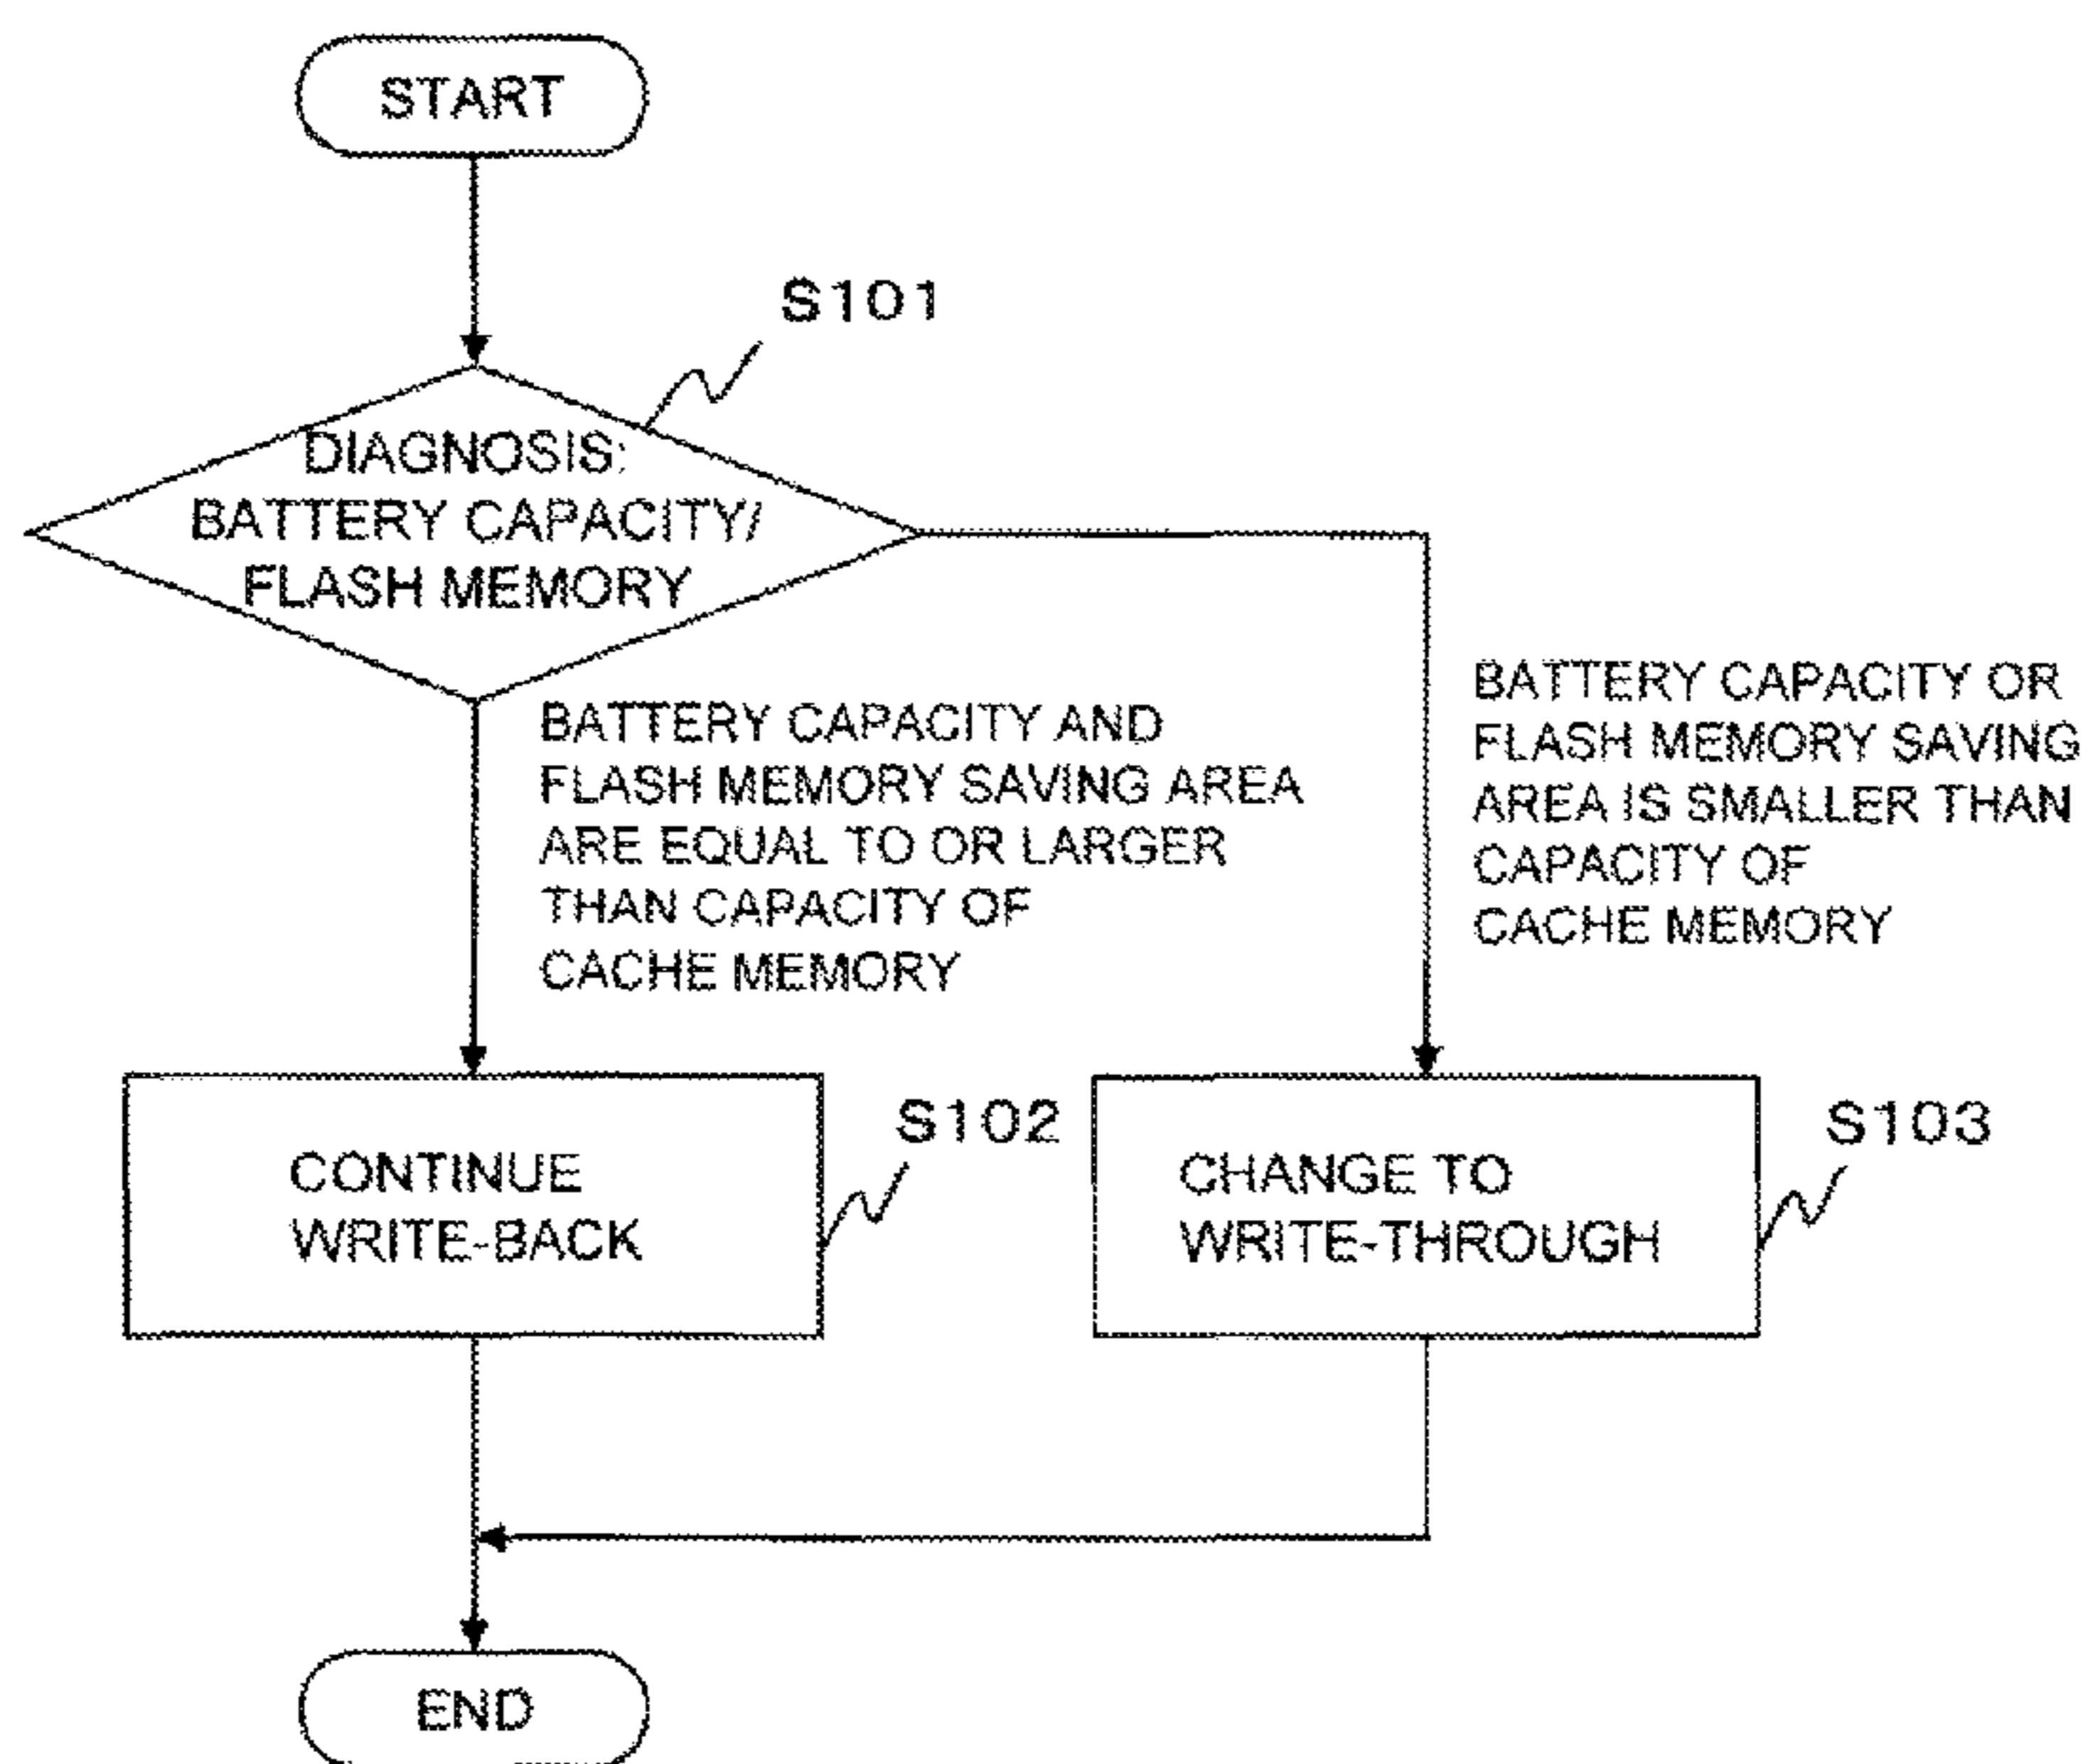 START
S101
DIAGNOSIS:
BATTERY CAPACITY/
FLASH MEMORY
BATTERY CAPACITY AND
FLASH MEMORY SAVING AREA
ARE EQUAL TO OR LARGER
THAN CAPACITY OF
CACHE MEMORY
BATTERY CAPACITY OR
FLASH MEMORY SAVING
AREA IS SMALLER THAN
CAPACITY OF
CACHE MEMORY
CONTINUE
WRITE-BACK
S102
CHANGE TO
WRITE-THROUGH
S103
END